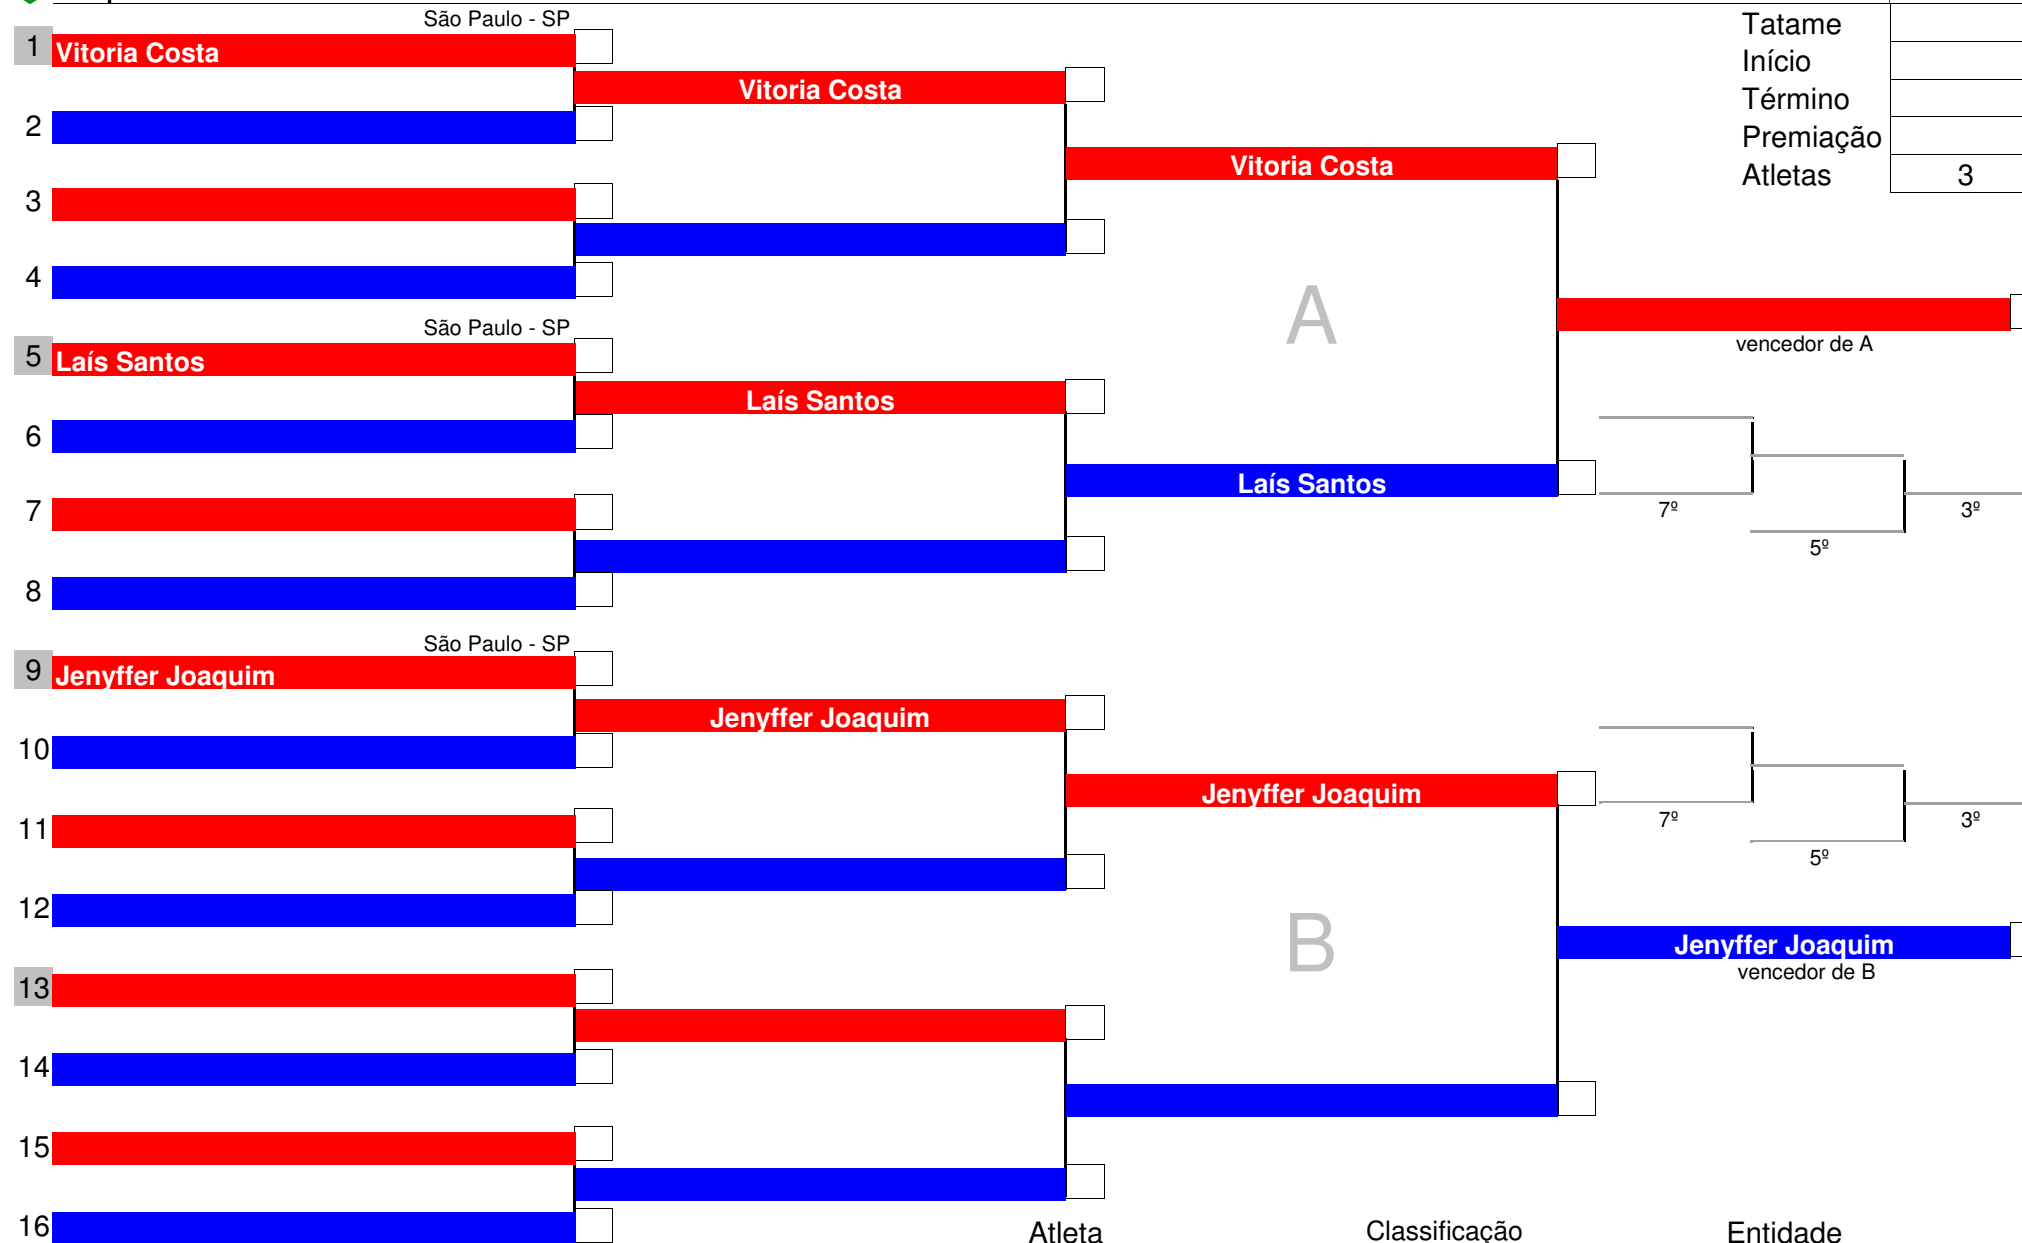 São Paulo - SP
1 Vitoria Costa
Vitoria Costa
2
Vitoria Costa
3
4
Tatame
Início
Término
Premiação
Atletas 3
A
vencedor de A
São Paulo - SP
5 Laís Santos
Laís Santos
6
Laís Santos
7
8
7º
3º
5º
São Paulo - SP
9 Jenyffer Joaquim
Jenyffer Joaquim
10
Jenyffer Joaquim
11
12
7º
3º
5º
B
Jenyffer Joaquim
vencedor de B
13
14
15
16
Atleta Classificação Entidade